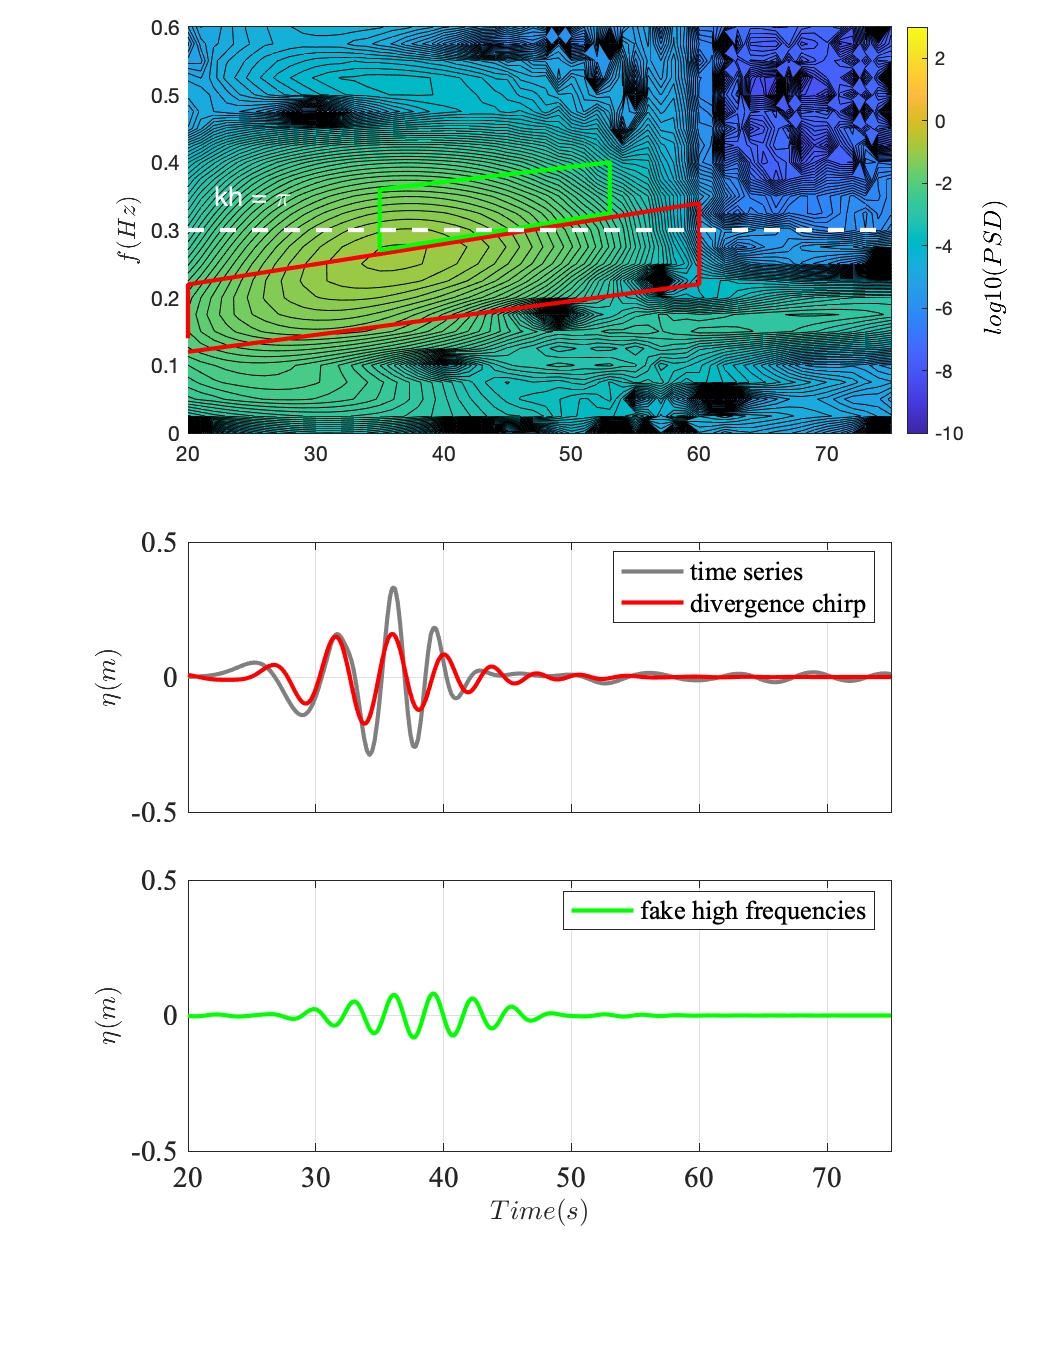 0.6
0.5
0.4
0.3
0.2
0.1
0
f(Hz)
kh = π
20 30 40 50 60 70
2
0
-2
-4
-6
-8
-10
log10(PSD)
0.5
0
-0.5
η(m)
time series
divergence chirp
0.5
0
-0.5
η(m)
fake high frequencies
20 30 40 50 60 70
Time(s)